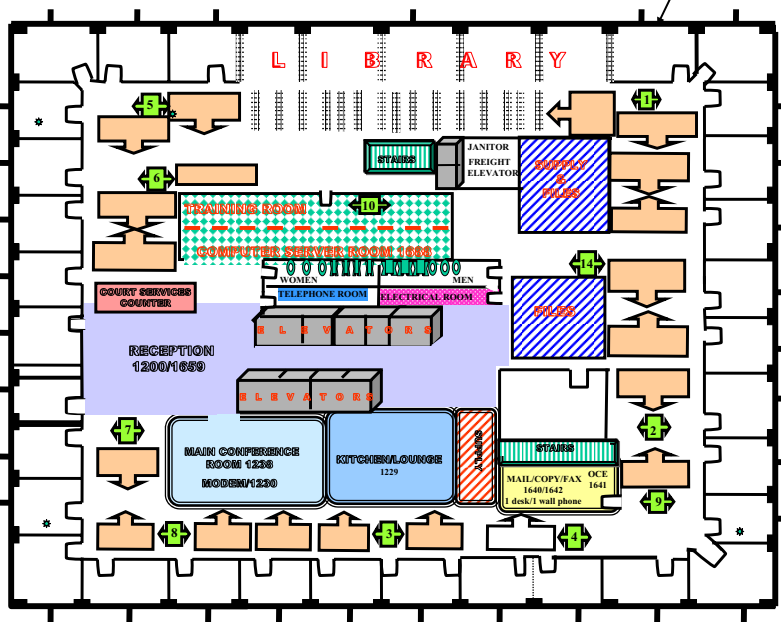 LIBRARY
5
1
JANITOR
STAIRS
FREIGHT
ELEVATOR
SUPPLY
&
FILES
6
10
TRAINING ROOM
COMPUTER SERVER ROOM 1688
14
WOMEN
MEN
TELEPHONE ROOM
ELECTRICAL ROOM
COURT SERVICES
COUNTER
FILES
ELEVATORS
RECEPTION
1200/1659
ELEVATORS
7
2
MAIN CONFERENCE
ROOM 1238
MODEM/1230
KITCHEN/LOUNGE
1229
SUPPLY
STAIRS
MAIL/COPY/FAX
1640/1642
1 desk/1 wall phone
OCE
1641
9
8
3
4